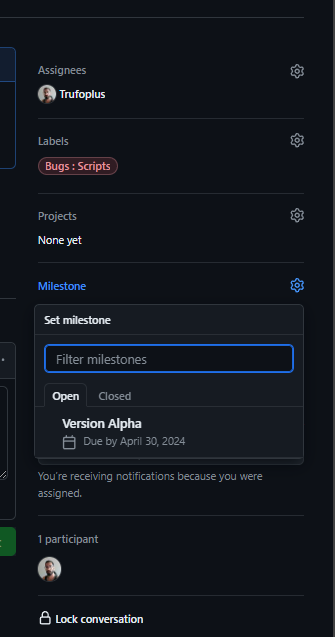 Assignees
Trufoplus
Labels
Bugs : Scripts
Projects
None yet
Milestone
Set milestone
Filter milestones
Open Closed
Version Alpha
Due by April 30, 2024
You're receiving notifications because you were
assigned.
1 participant
Lock conversation